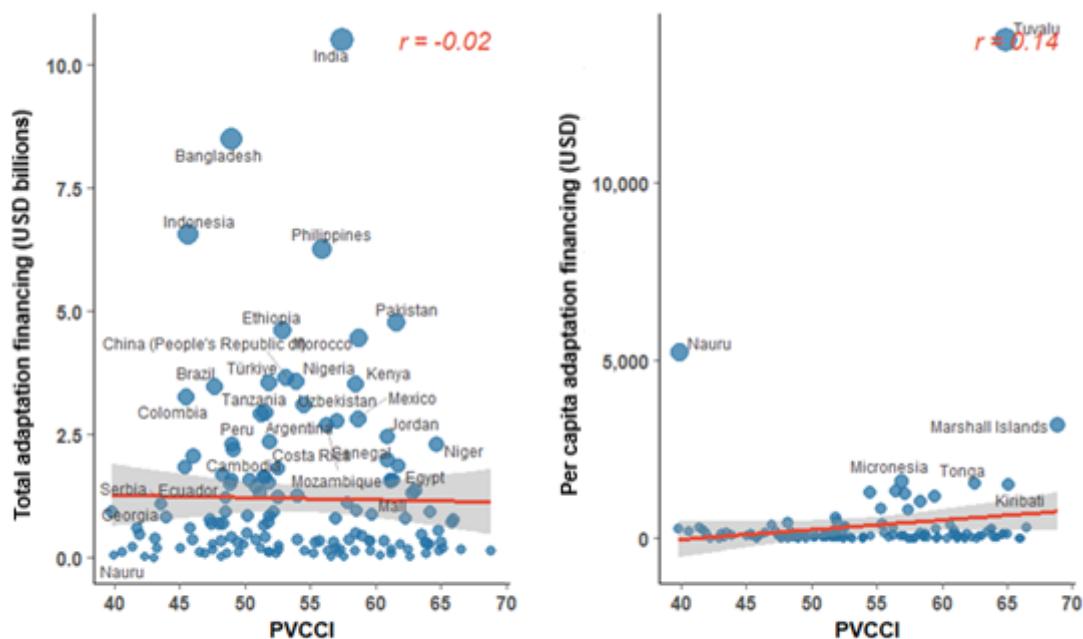 Total adaptation financing (USD billions)
10.0
7.5
5.0
2.5
0.0
r = -0.02
India
Bangladesh
Indonesia
Philippines
Ethiopia
Pakistan
China (People's Republic of)
Morocco
Brazil
Türkiye
Nigeria
Kenya
Colombia
Tanzania
Uzbekistan
Mexico
Peru
Argentina
Jordan
Costa Rica
Senegal
Niger
Cambodia
Mozambique
Egypt
Serbia
Ecuador
Mali
Georgia
Nauru
40 45 50 55 60 65 70
PVCCI
Per capita adaptation financing (USD)
10,000
5,000
0
Tuvalu
r = 0.14
Nauru
Marshall Islands
Micronesia
Tonga
Kiribati
40 45 50 55 60 65 70
PVCCI